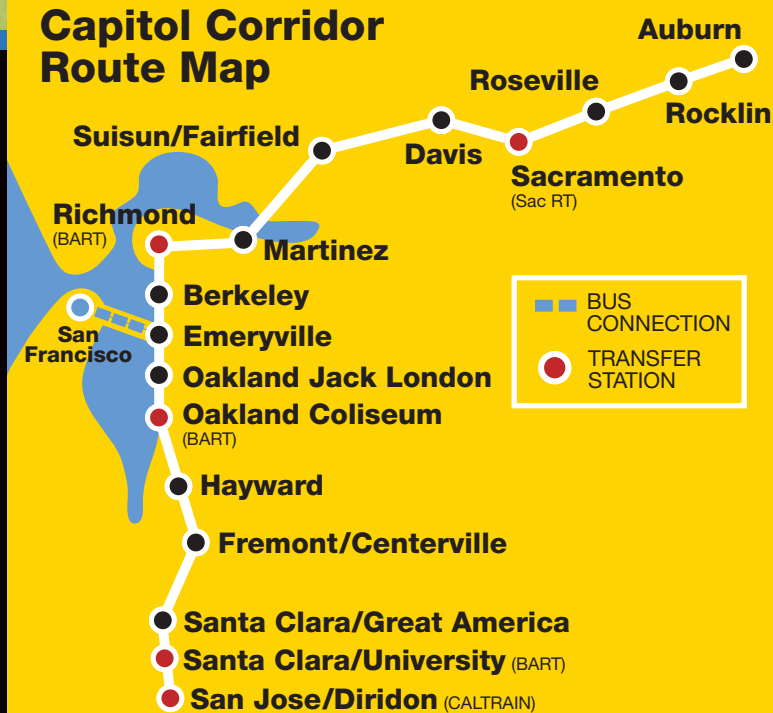 Capitol Corridor
Route Map
Auburn
Roseville
Rocklin
Suisun/Fairfield
Davis
Sacramento
(Sac RT)
Richmond
(BART)
Martinez
Berkeley
San
Francisco
Emeryville
Oakland Jack London
Oakland Coliseum
(BART)
Hayward
Fremont/Centerville
Santa Clara/Great America
Santa Clara/University (BART)
San Jose/Diridon (CALTRAIN)
BUS
CONNECTION
TRANSFER
STATION